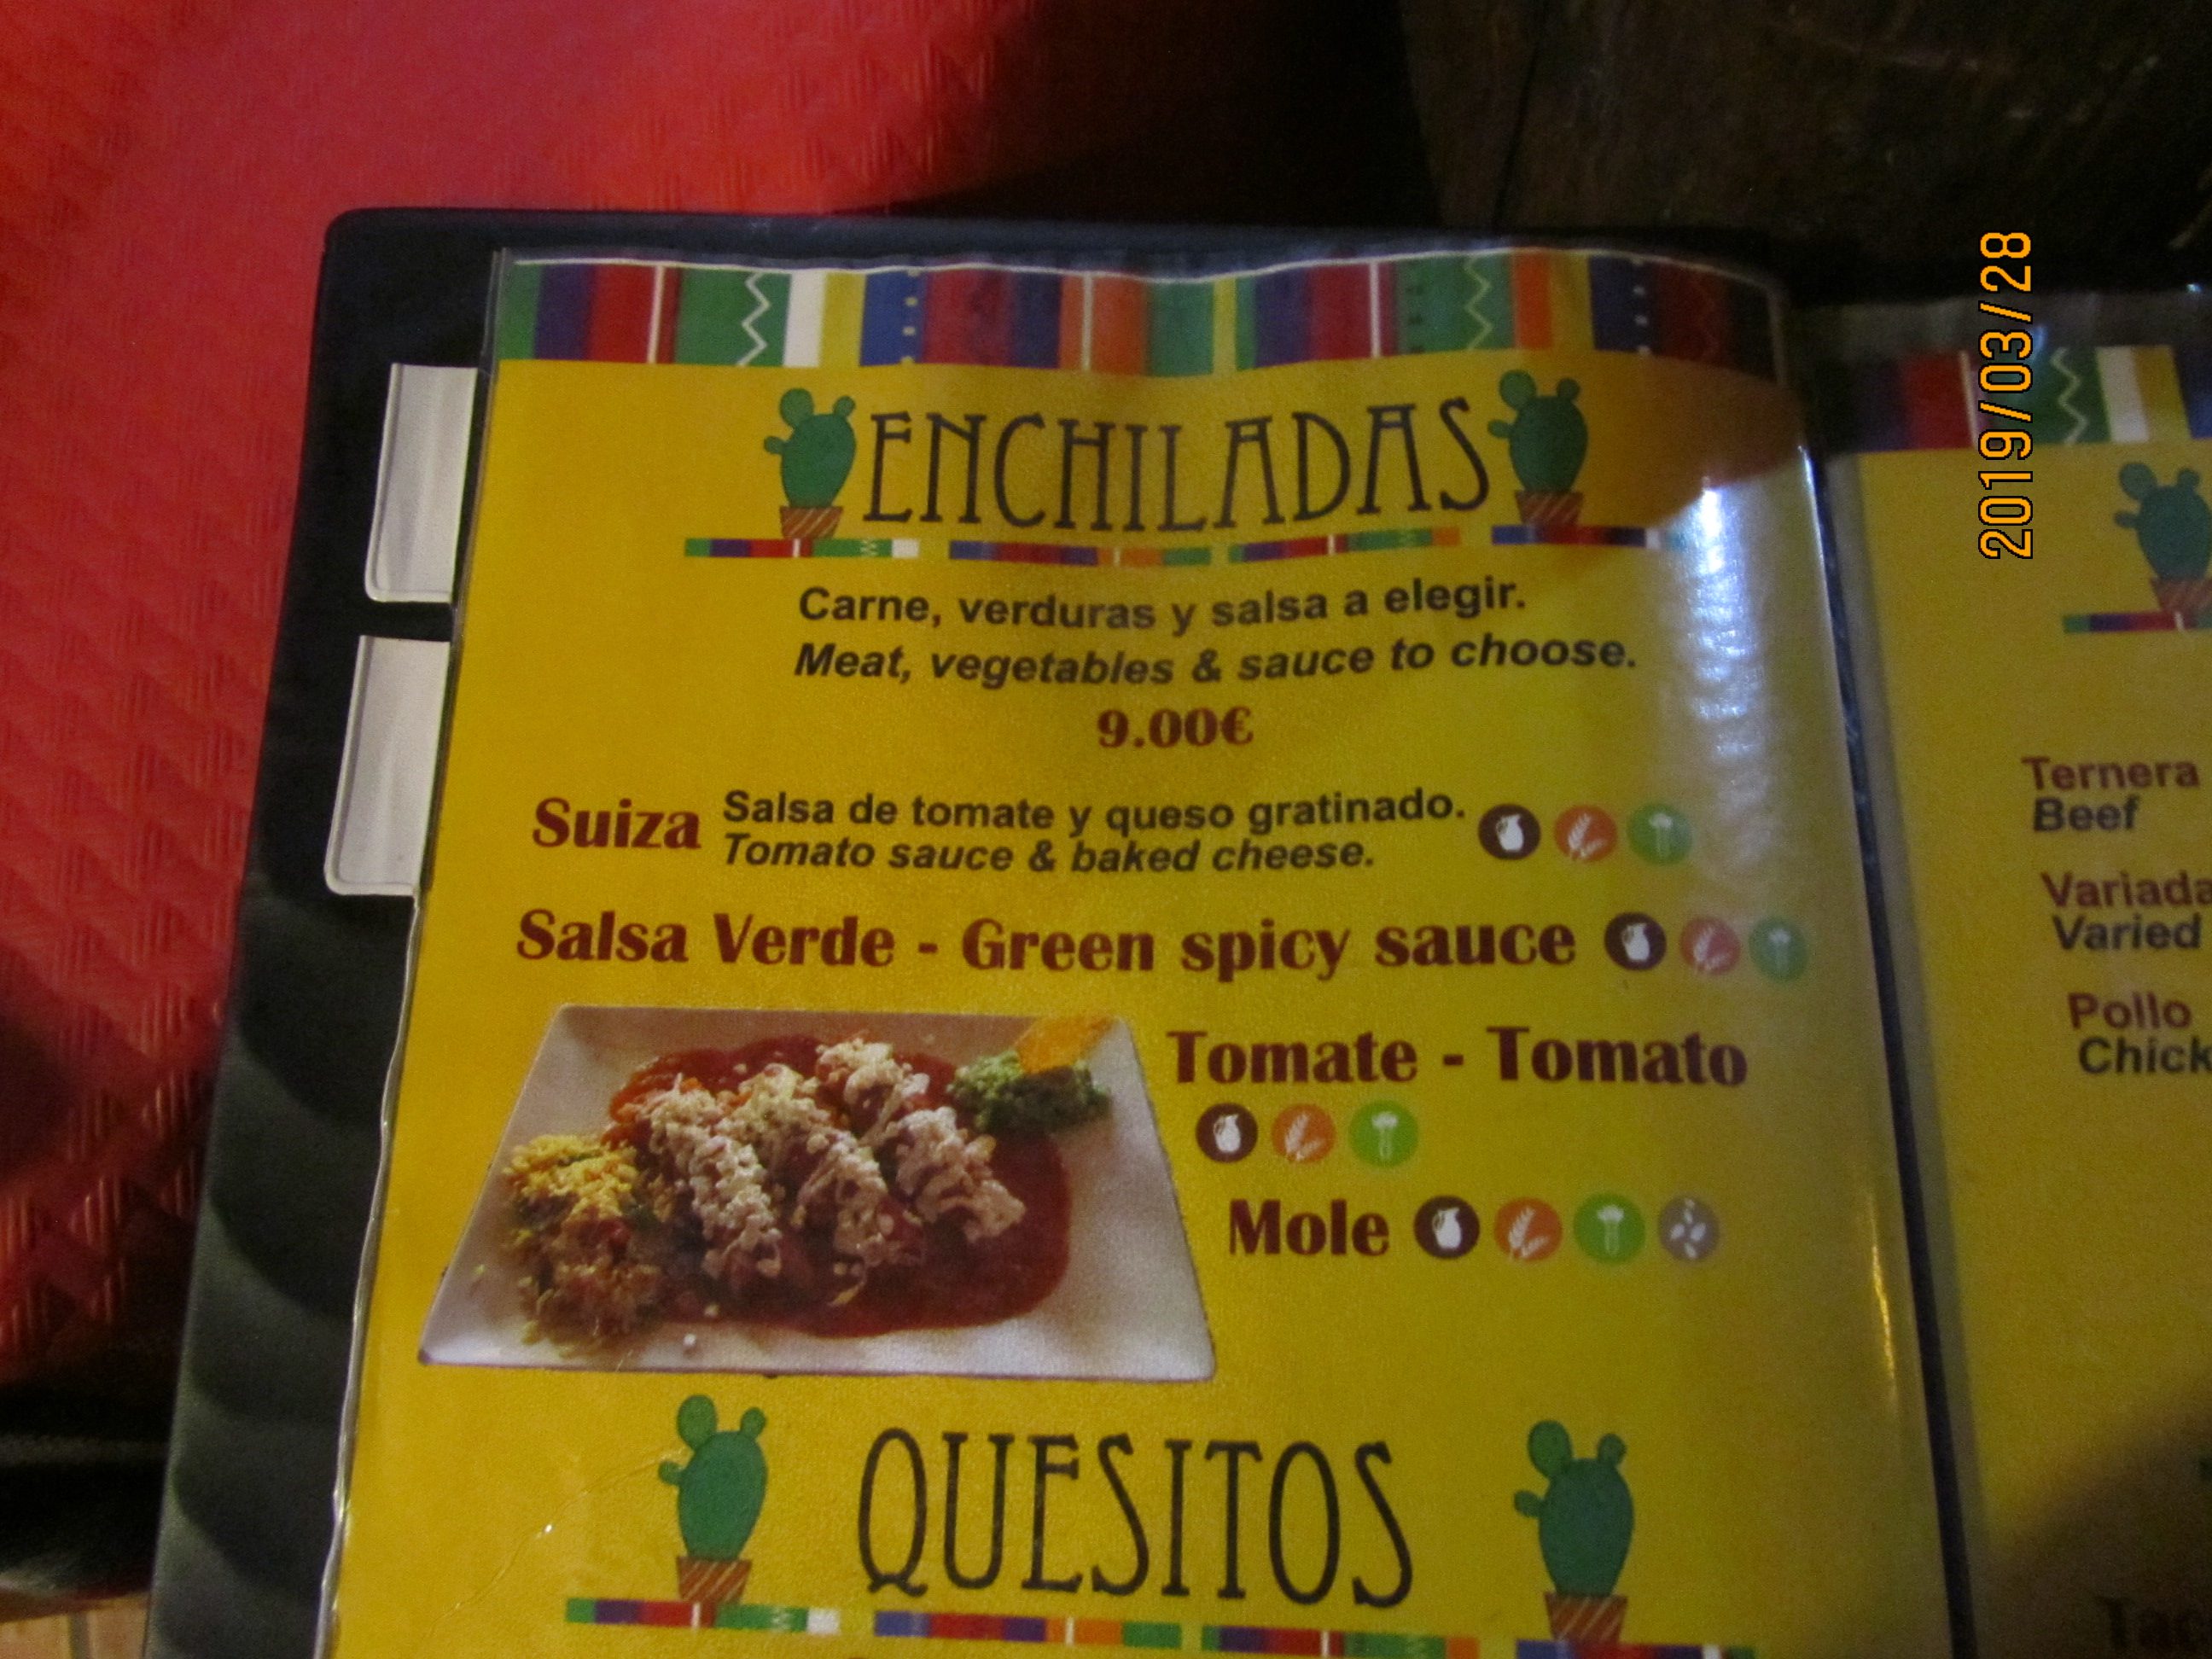 ENCHILADAS
Carne, verduras y salsa a elegir.
Meat, vegetables & sauce to choose.
9.00€
Suiza
Salsa de tomate y queso gratinado.
Tomato sauce & baked cheese.
Salsa Verde - Green spicy sauce
Tomate - Tomato
Mole
QUESITOS
Ternera
Beef
Variada
Varied
Pollo
Chick
2019/03/28